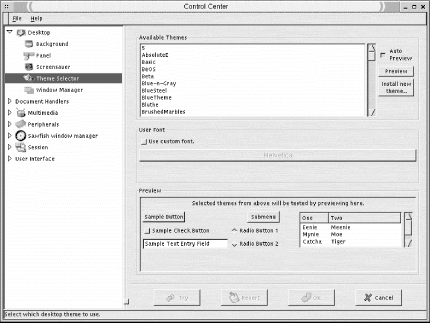 Control Center
File Help
Desktop
Background
Panel
Screensaver
Theme Selector
Window Manager
Document Handlers
Multimedia
Peripherals
Sawfish window manager
Session
User Interface
Available Themes
5
AbsoluteE
Basic
BeOS
Beta
Blue-n-Gray
BlueSteel
BlueTheme
Bluthe
BrushedMarbles
Auto
Preview
Preview
Install new
theme...
User Font
Use custom font.
Helvetica
Preview
Selected themes from above will be tested by previewing here.
Sample Button
Submenu
Sample Check Button
Radio Button 1
Sample Text Entry Field
Radio Button 2
One Two
Eenie Meenie
Mynie Moe
Catcha Tiger
Try
Revert
OK
Cancel
Select which desktop theme to use.